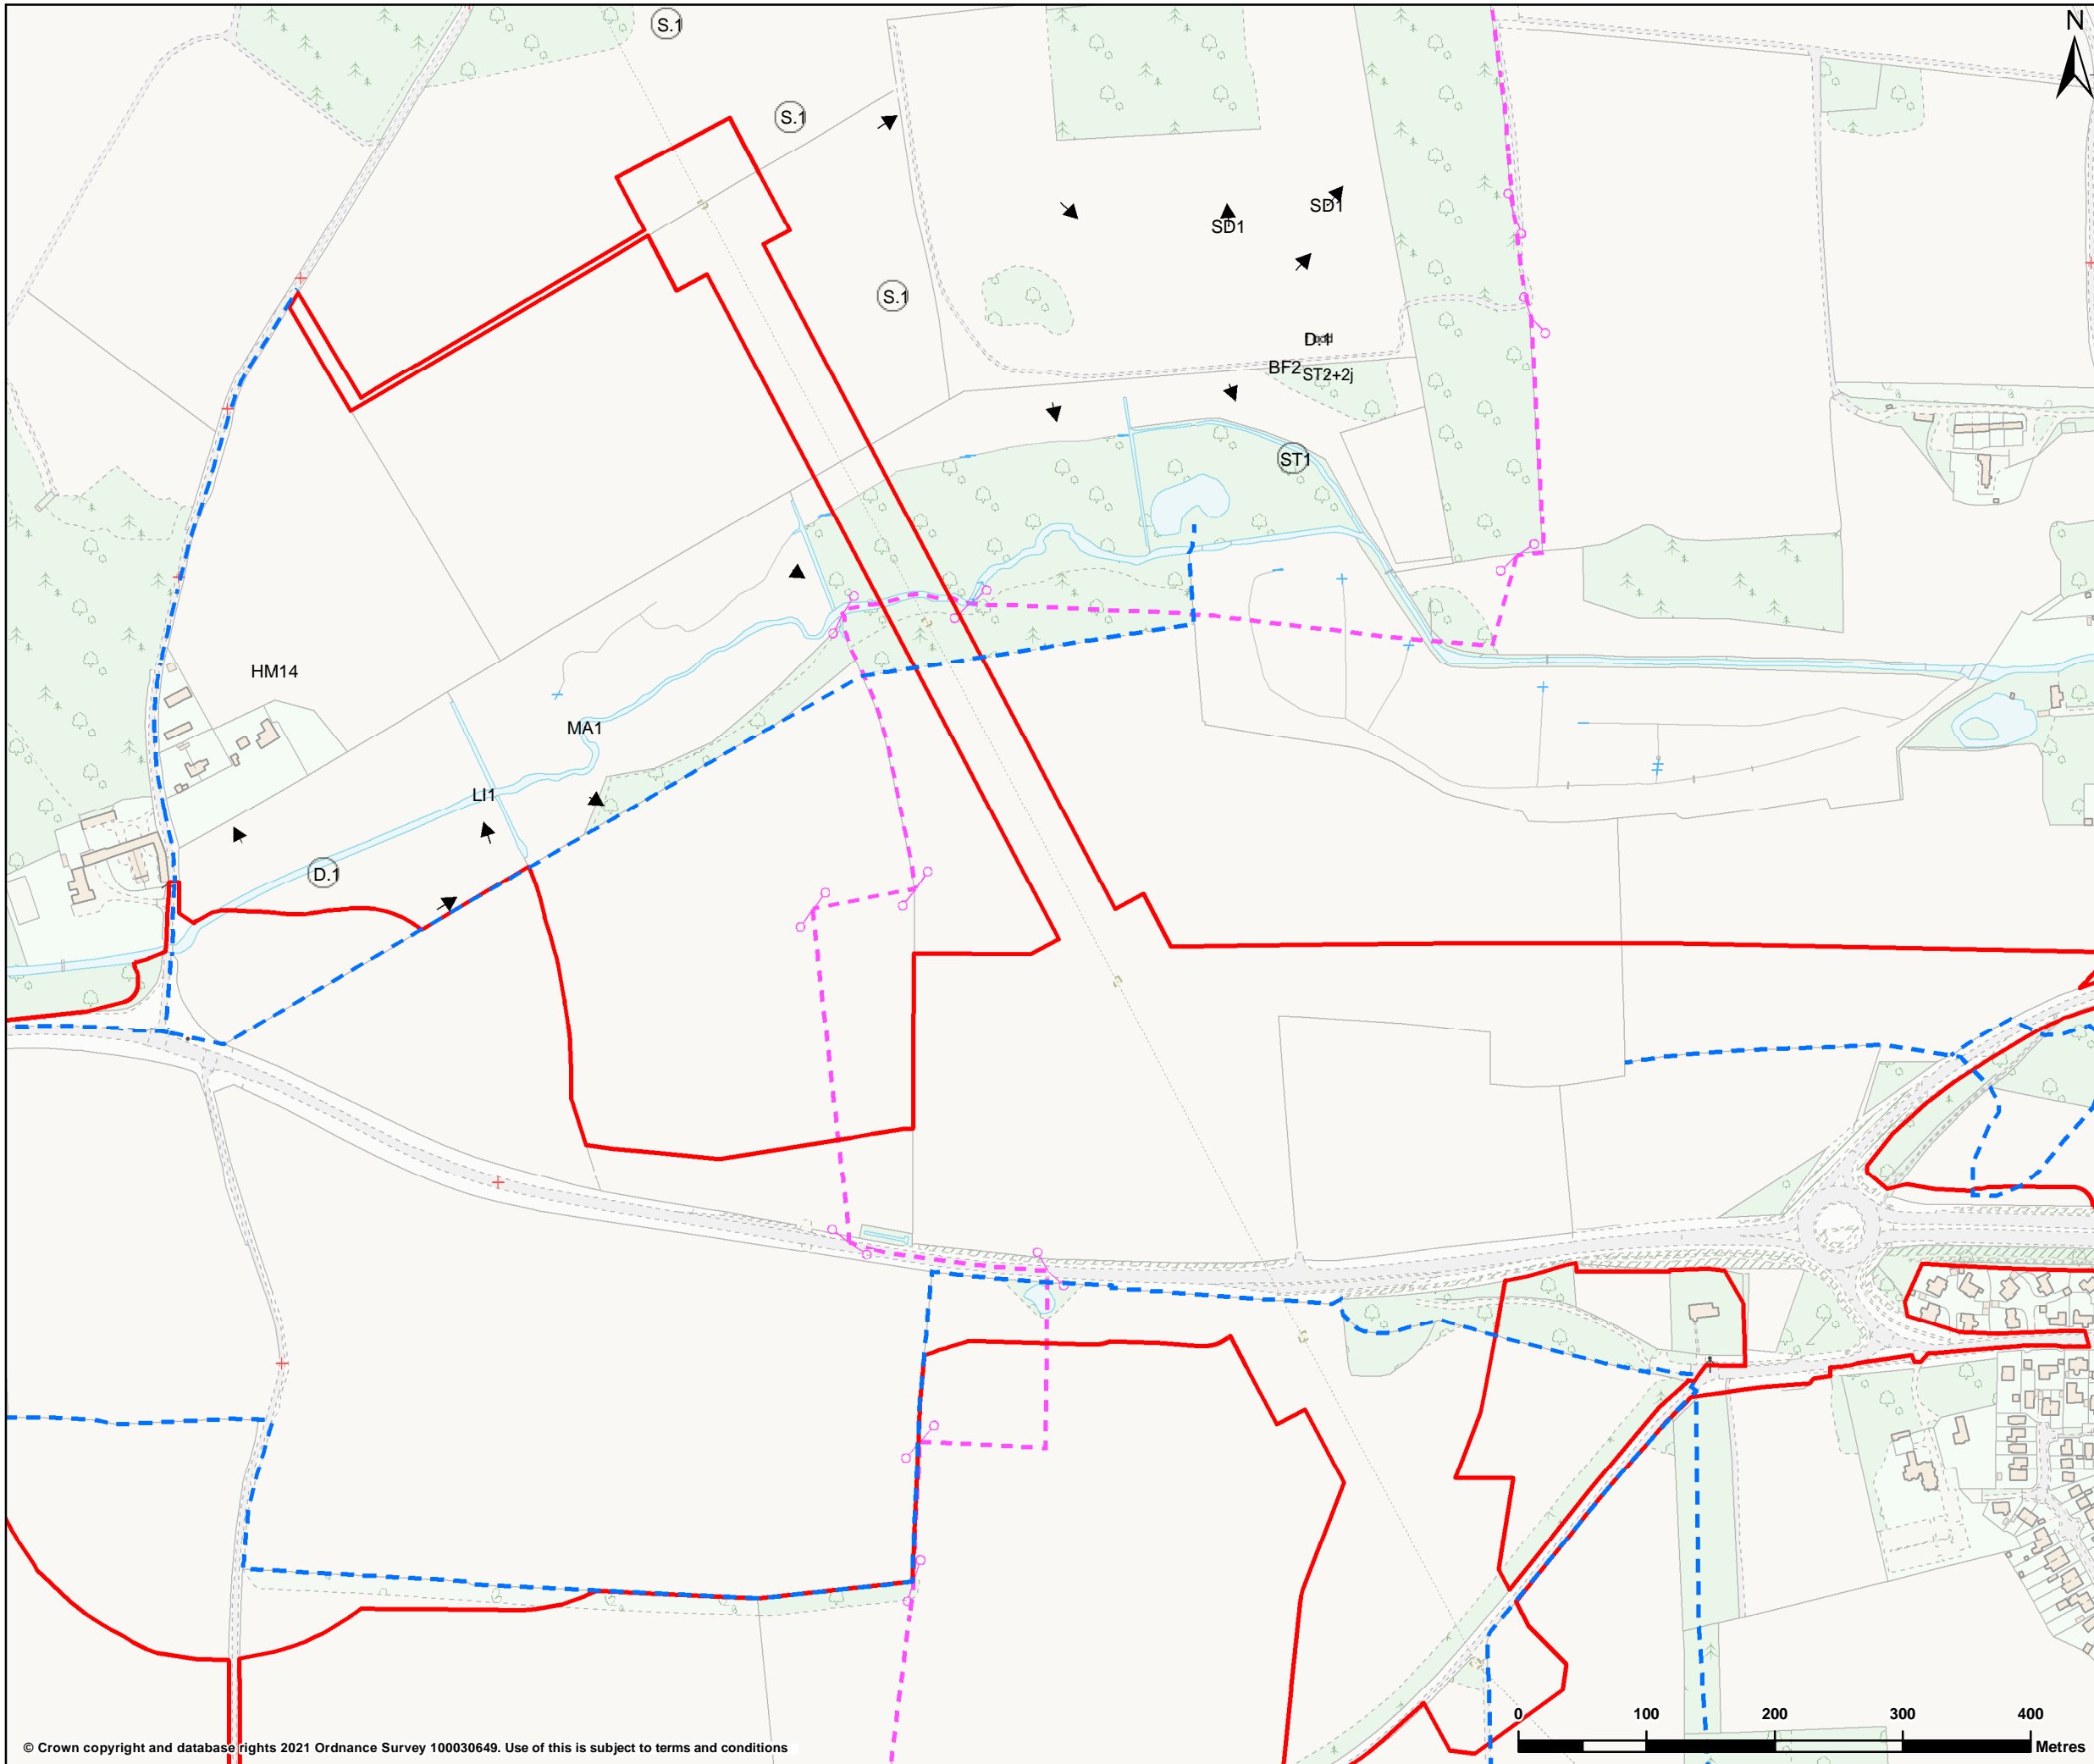 S.1
N
S.1
SD1
SD1
S.1
D.1
BF2
ST2+2j
ST1
HM14
MA1
LI1
D.1
0 100 200 300 400
Metres
© Crown copyright and database rights 2021 Ordnance Survey 100030649. Use of this is subject to terms and conditions